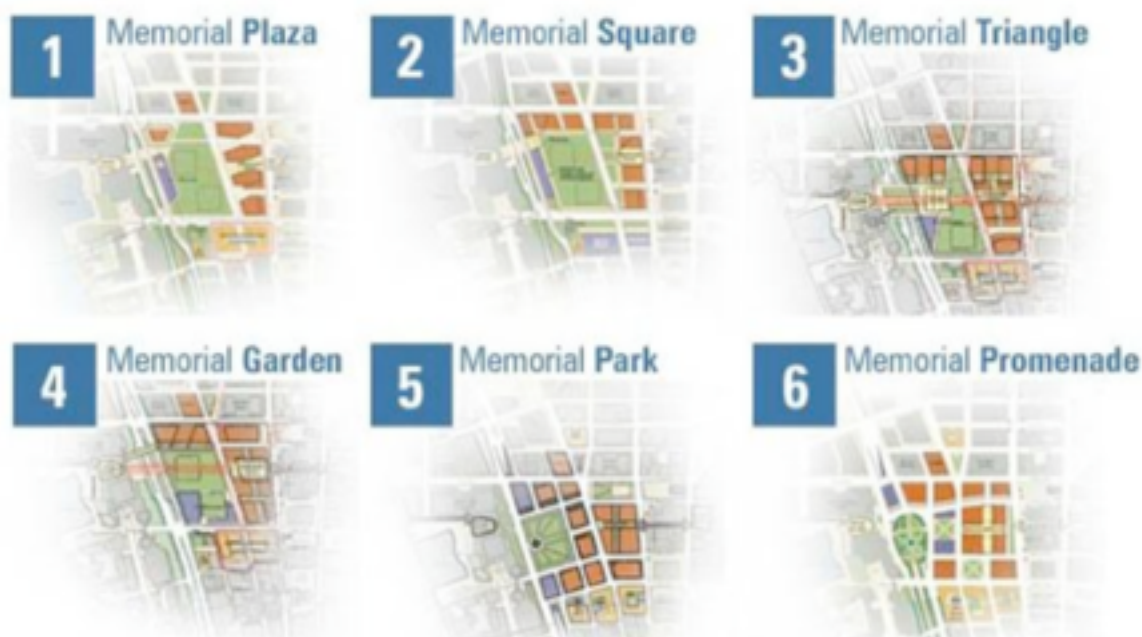 1
Memorial Plaza
2
Memorial Square
3
Memorial Triangle
4
Memorial Garden
5
Memorial Park
6
Memorial Promenade